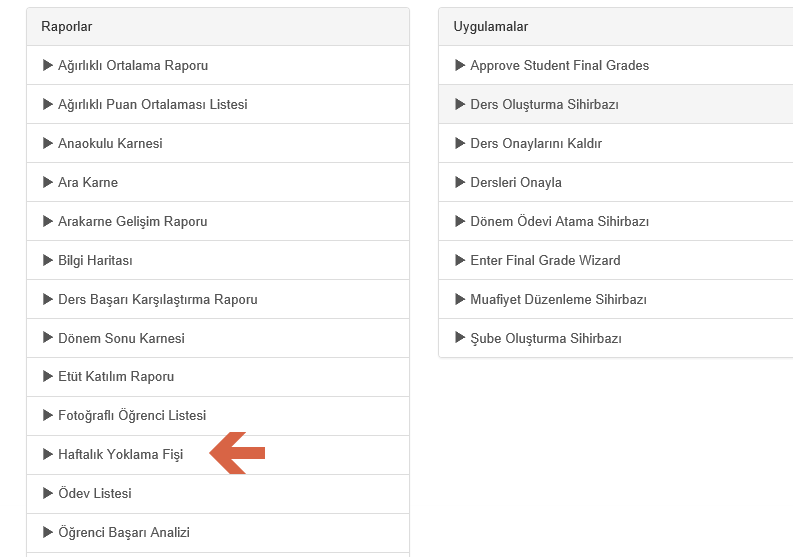 Raporlar
Ağırlıklı Ortalama Raporu
Ağırlıklı Puan Ortalaması Listesi
Anaokulu Karnesi
Ara Karne
Arakarne Gelişim Raporu
Bilgi Haritası
Ders Başarı Karşılaştırma Raporu
Dönem Sonu Karnesi
Etüt Katılım Raporu
Fotoğraflı Öğrenci Listesi
Haftalık Yoklama Fişi
Ödev Listesi
Öğrenci Başarı Analizi
Uygulamalar
Approve Student Final Grades
Ders Oluşturma Sihirbazı
Ders Onaylarını Kaldır
Dersleri Onayla
Dönem Ödevi Atama Sihirbazı
Enter Final Grade Wizard
Muafiyet Düzenleme Sihirbazı
Şube Oluşturma Sihirbazı